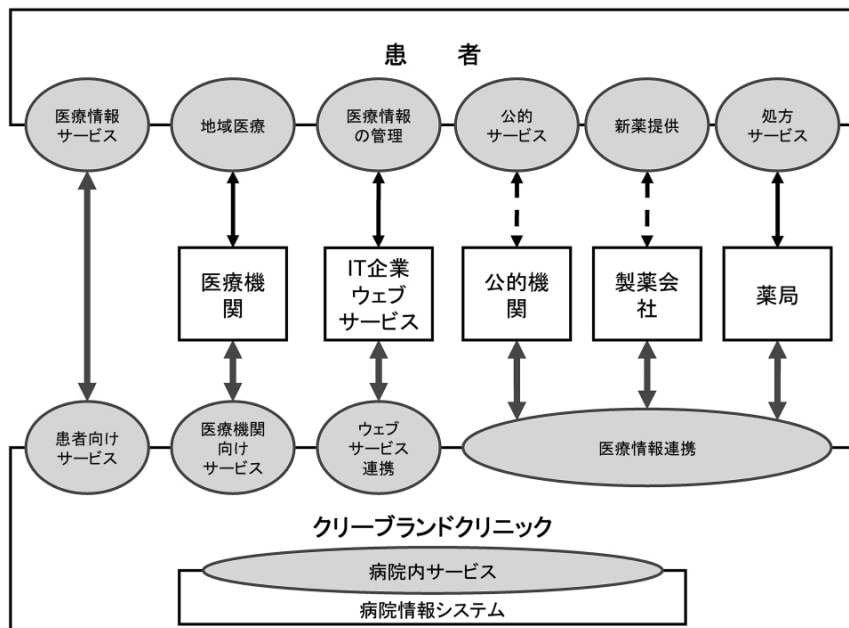 患　者
医療情報
サービス
地域医療
医療情報
の管理
公的
サービス
新薬提供
処方
サービス
医療機
関
IT企業
ウェブ
サービス
公的機
関
製薬会
社
薬局
患者向け
サービス
医療機関
向け
サービス
ウェブ
サービス
連携
医療情報連携
クリーブランドクリニック
病院内サービス
病院情報システム